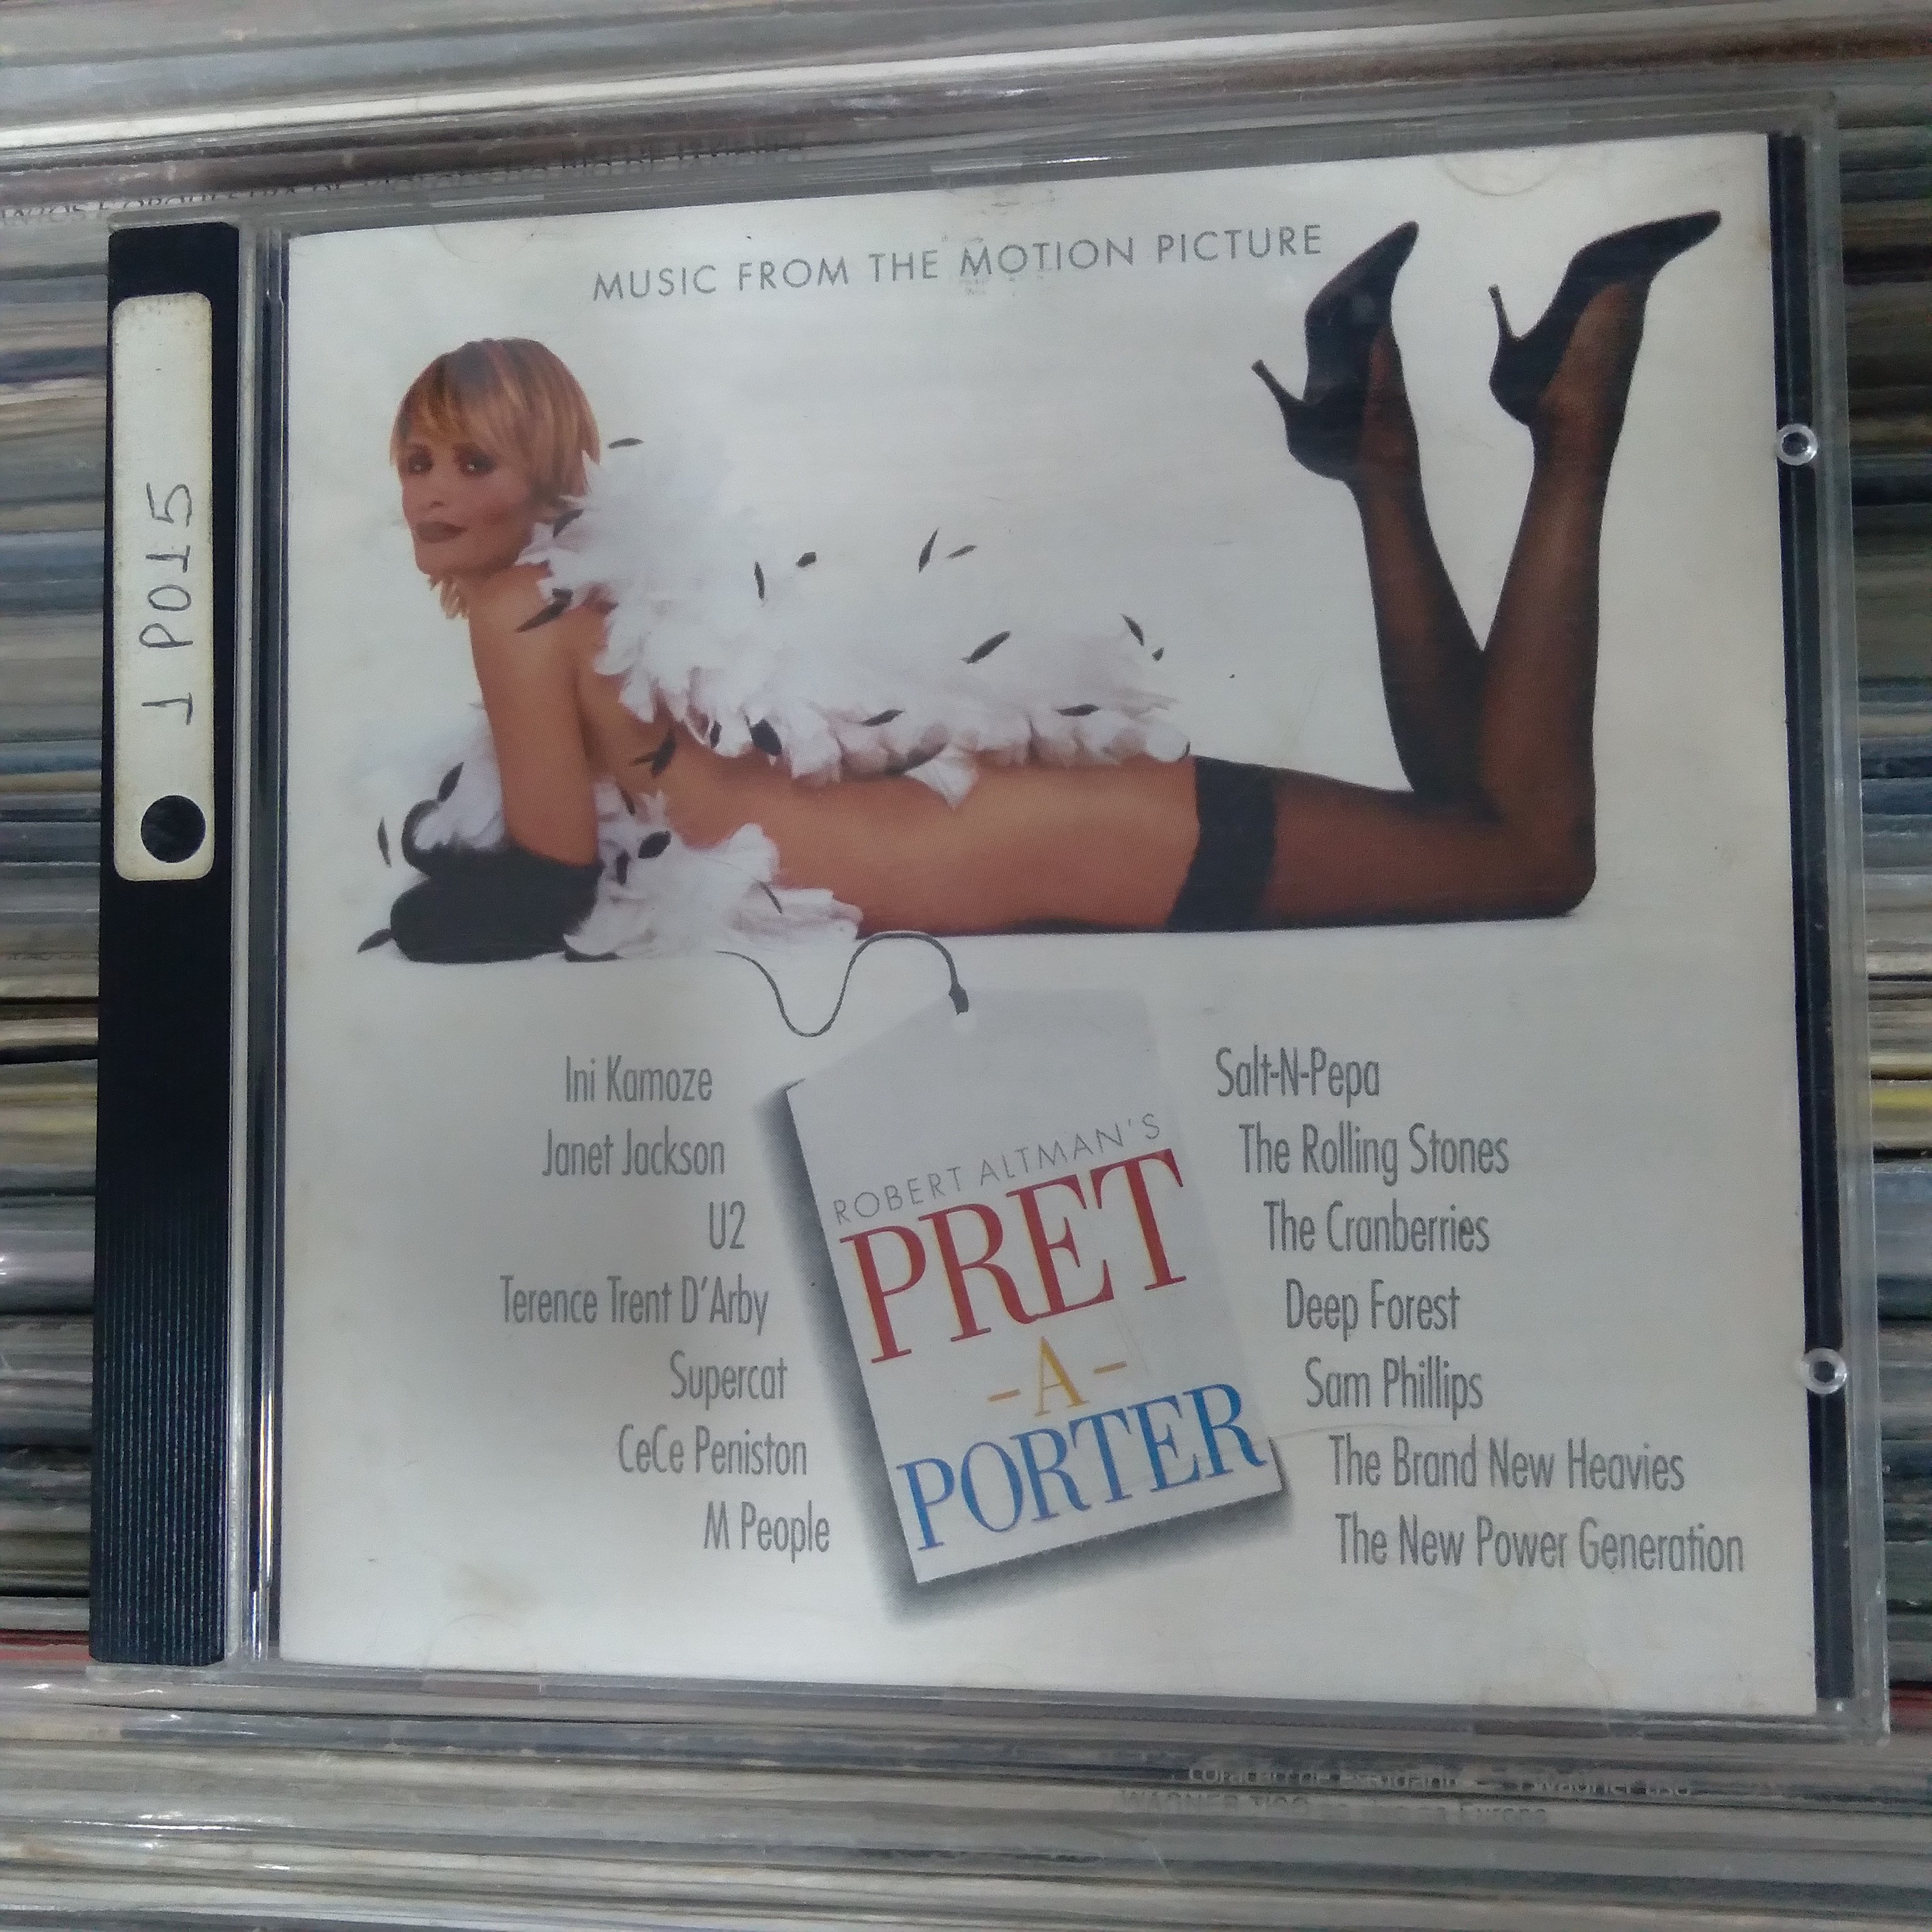 MUSIC FROM THE MOTION PICTURE
1 P015
Ini Kamoze
Janet Jackson
U2
Terence Trent D'Arby
Supercat
CeCe Peniston
M People
ROBERT ALTMAN'S
PRET
-A-
PORTER
Salt-N-Pepa
The Rolling Stones
The Cranberries
Deep Forest
Sam Phillips
The Brand New Heavies
The New Power Generation